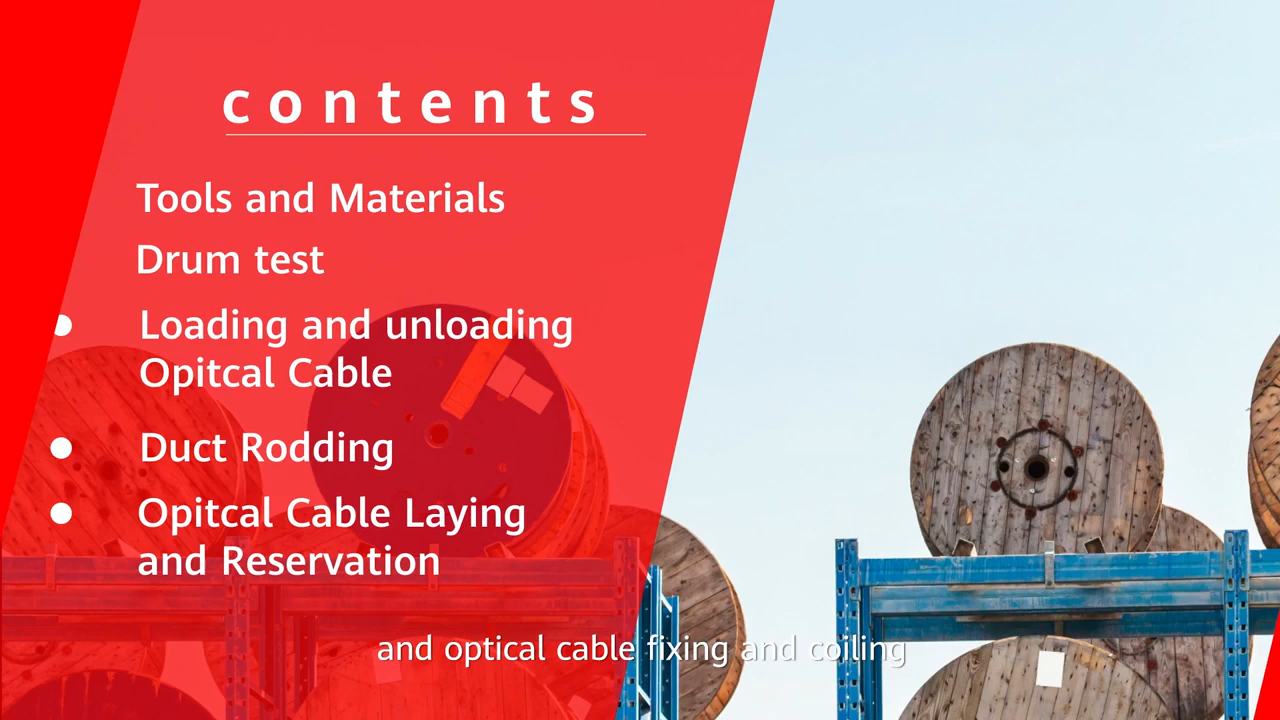 contents
Tools and Materials
Drum test
Loading and unloading
Opitcal Cable
Duct Rodding
Opitcal Cable Laying
and Reservation
and optical cable fixing and coiling